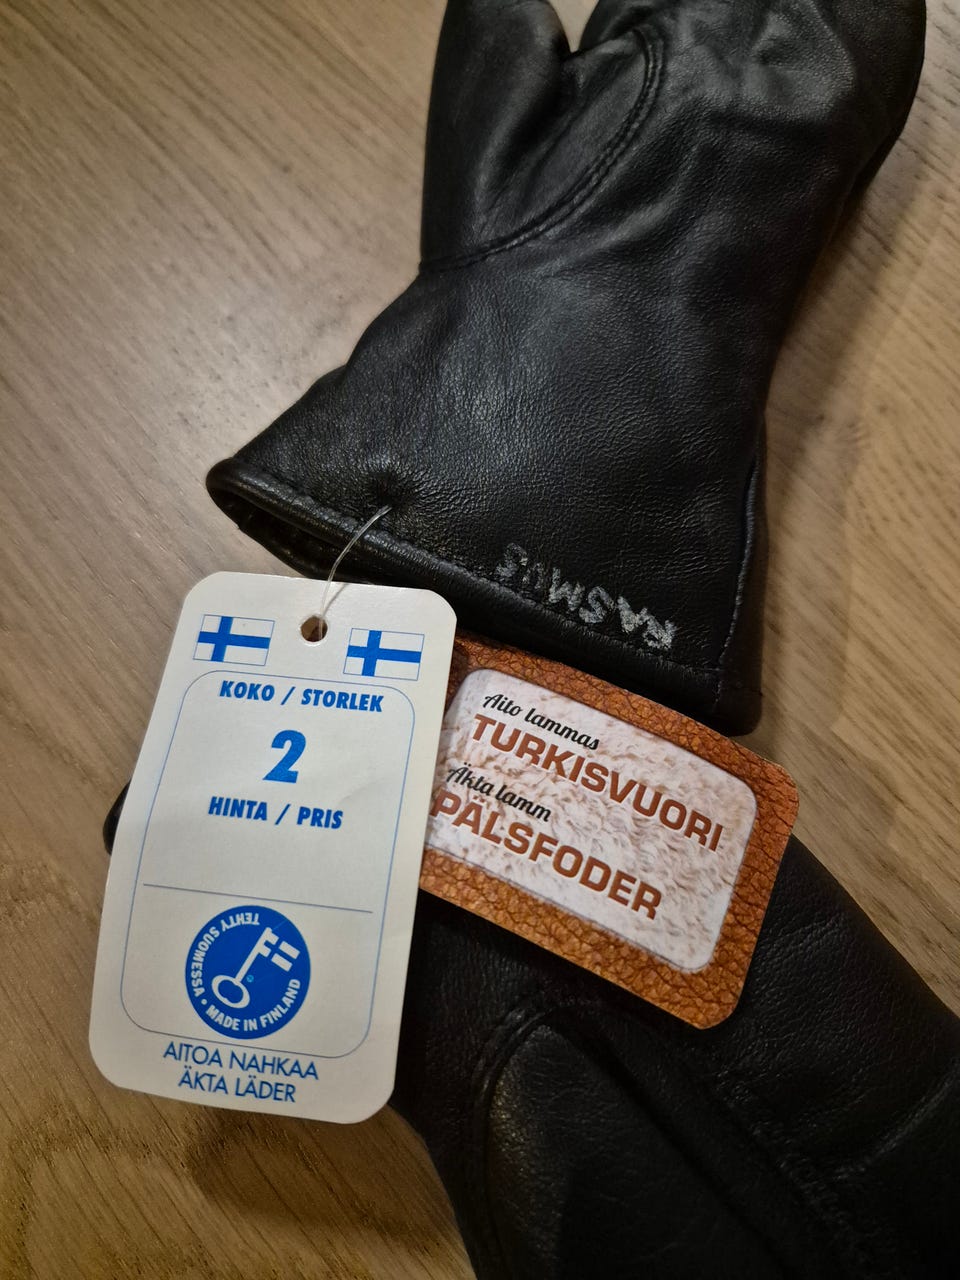 RASMUS
KOKO / STORLEK
2
HINTA / PRIS
TEHTY SUOMESSA • MADE IN FINLAND
AITOA NAHKAA
ÄKTA LÄDER
Aito lammas
TURKISVUORI
Äkta lamm
PÄLSFODER